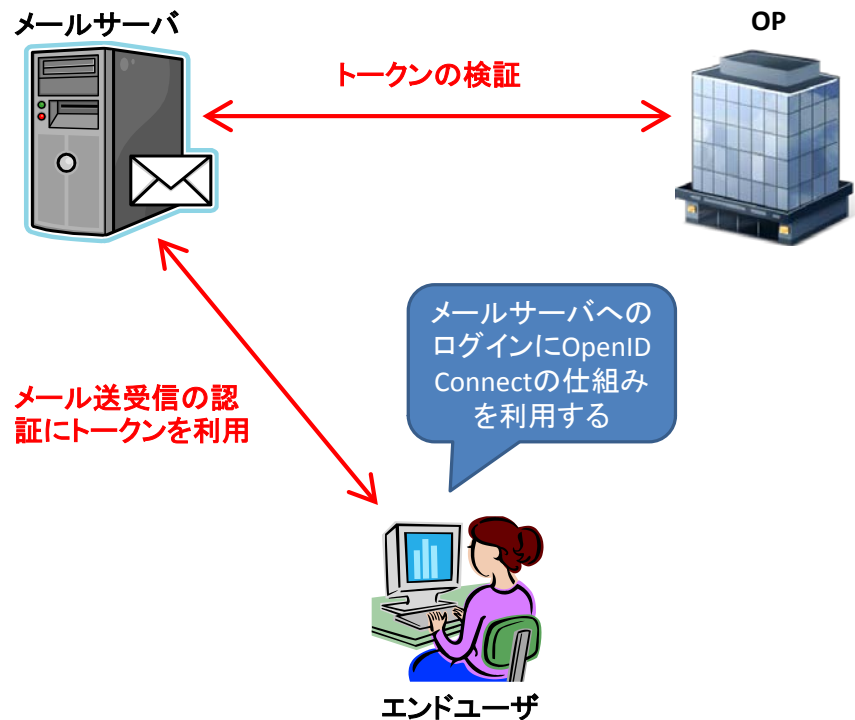 メールサーバ
OP
トークンの検証
メールサーバへの
ログインにOpenID
Connectの仕組み
を利用する
メール送受信の認
証にトークンを利用
エンドユーザ